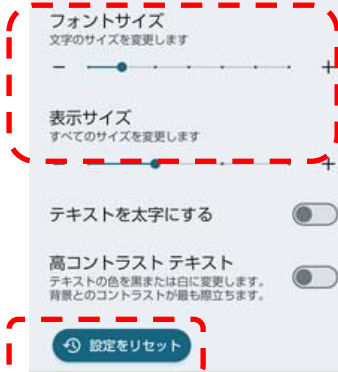 フォントサイズ
文字のサイズを変更します
表示サイズ
すべてのサイズを変更します
テキストを太字にする
高コントラスト テキスト
テキストの色を黒または白に変更します。
背景とのコントラストが最も際立ちます。
設定をリセット